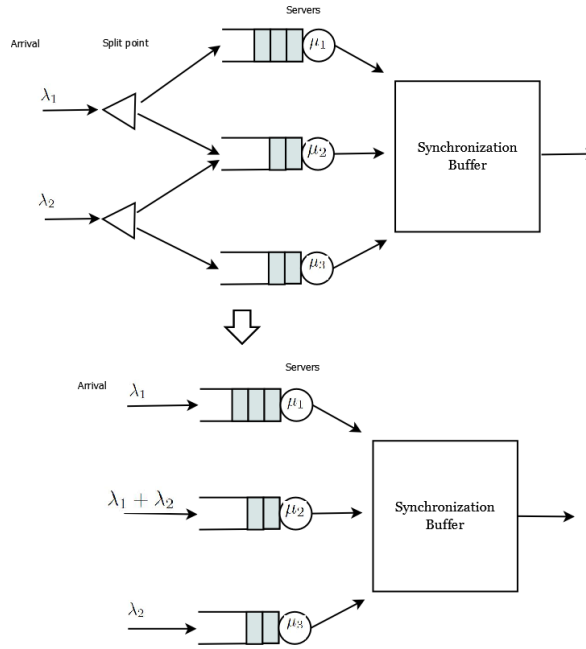 Servers
Arrival
Split point
μ₁
λ₁
μ₂
Synchronization
Buffer
λ₂
μ₃
Servers
Arrival
λ₁
μ₁
λ₁ + λ₂
μ₂
Synchronization
Buffer
λ₂
μ₃